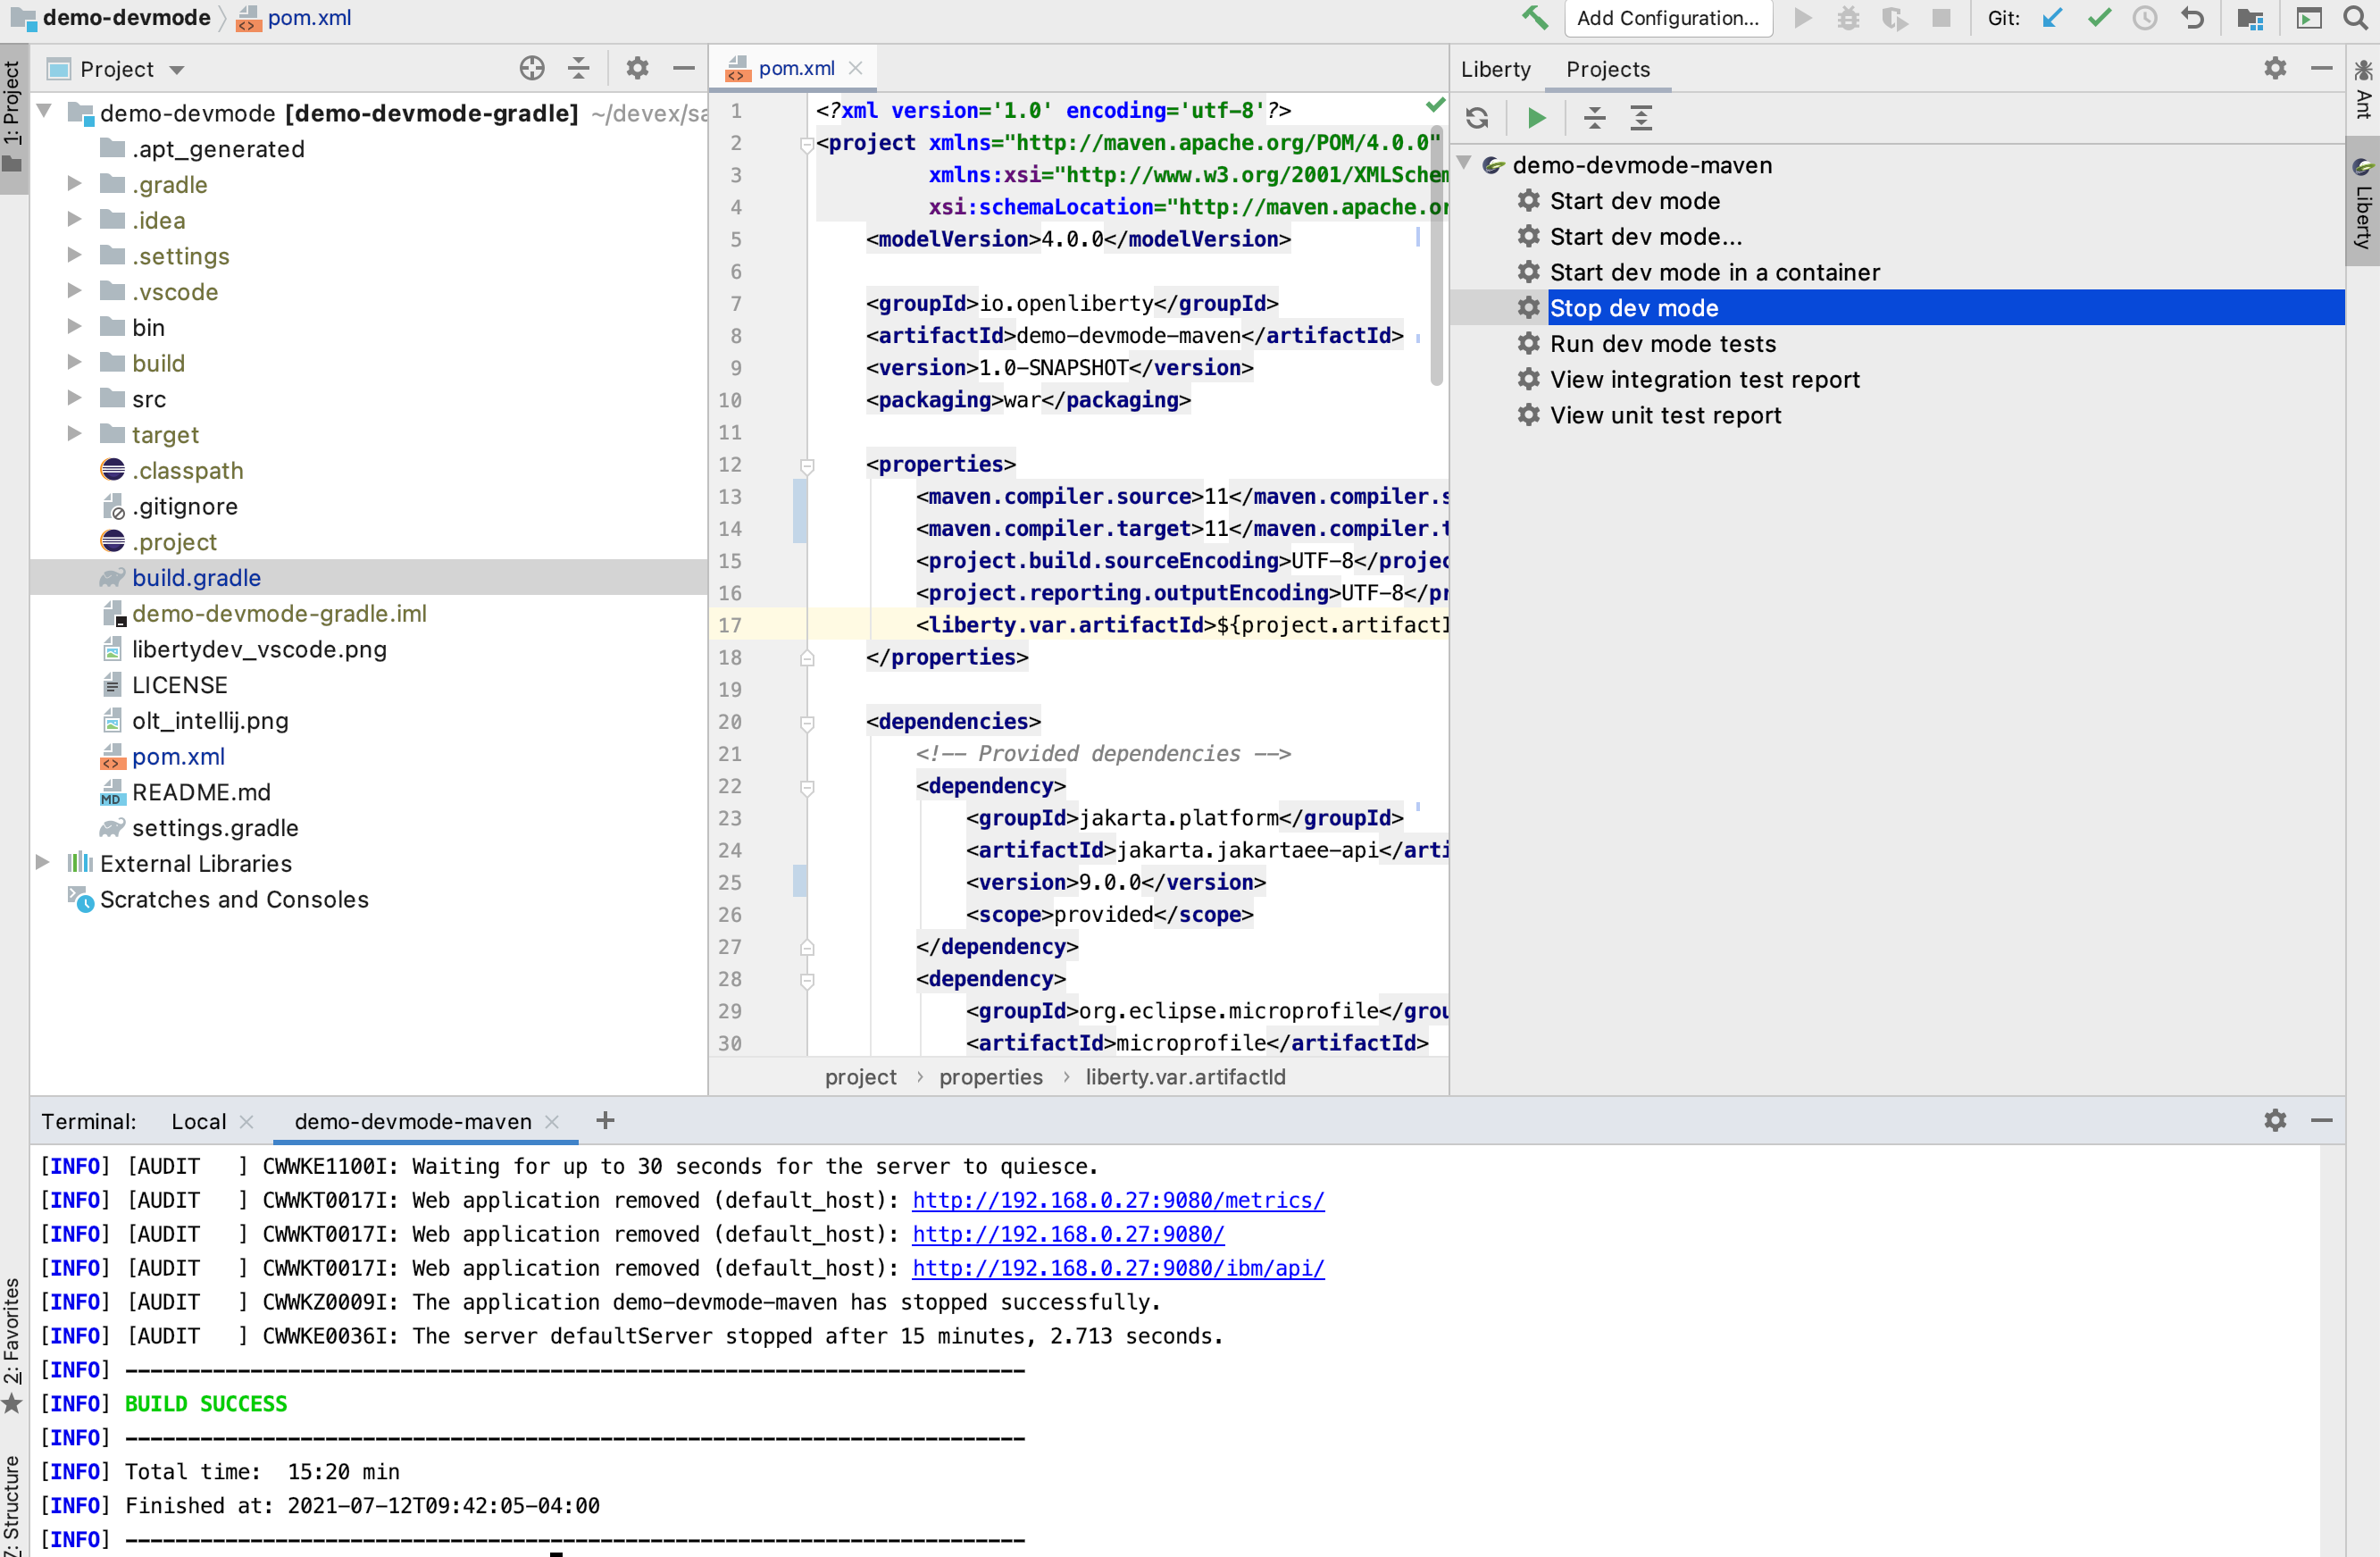 demo-devmode pom.xml
Add Configuration...
Git:
1: Project
Project
demo-devmode [demo-devmode-gradle] ~/devex/sa
.apt_generated
.gradle
.idea
.settings
.vscode
bin
build
src
target
.classpath
.gitignore
.project
build.gradle
demo-devmode-gradle.iml
libertydev_vscode.png
LICENSE
olt_intellij.png
pom.xml
README.md
settings.gradle
External Libraries
Scratches and Consoles
pom.xml
1 <?xml version='1.0' encoding='utf-8'?>
2 <project xmlns="http://maven.apache.org/POM/4.0.0"
3 xmlns:xsi="http://www.w3.org/2001/XMLSchem
4 xsi:schemaLocation="http://maven.apache.or
5 <modelVersion>4.0.0</modelVersion>
6
7 <groupId>io.openliberty</groupId>
8 <artifactId>demo-devmode-maven</artifactId>
9 <version>1.0-SNAPSHOT</version>
10 <packaging>war</packaging>
11
12 <properties>
13 <maven.compiler.source>11</maven.compiler.s
14 <maven.compiler.target>11</maven.compiler.t
15 <project.build.sourceEncoding>UTF-8</projec
16 <project.reporting.outputEncoding>UTF-8</pr
17 <liberty.var.artifactId>${project.artifactI
18 </properties>
19
20 <dependencies>
21 <!-- Provided dependencies -->
22 <dependency>
23 <groupId>jakarta.platform</groupId>
24 <artifactId>jakarta.jakartaee-api</arti
25 <version>9.0.0</version>
26 <scope>provided</scope>
27 </dependency>
28 <dependency>
29 <groupId>org.eclipse.microprofile</grou
30 <artifactId>microprofile</artifactId>
project › properties › liberty.var.artifactId
Liberty Projects
demo-devmode-maven
Start dev mode
Start dev mode...
Start dev mode in a container
Stop dev mode
Run dev mode tests
View integration test report
View unit test report
Ant
Liberty
Terminal: Local demo-devmode-maven
[INFO] [AUDIT   ] CWWKE1100I: Waiting for up to 30 seconds for the server to quiesce.
[INFO] [AUDIT   ] CWWKT0017I: Web application removed (default_host): http://192.168.0.27:9080/metrics/
[INFO] [AUDIT   ] CWWKT0017I: Web application removed (default_host): http://192.168.0.27:9080/
[INFO] [AUDIT   ] CWWKT0017I: Web application removed (default_host): http://192.168.0.27:9080/ibm/api/
[INFO] [AUDIT   ] CWWKZ0009I: The application demo-devmode-maven has stopped successfully.
[INFO] [AUDIT   ] CWWKE0036I: The server defaultServer stopped after 15 minutes, 2.713 seconds.
[INFO] ------------------------------------------------------------------------
[INFO] BUILD SUCCESS
[INFO] ------------------------------------------------------------------------
[INFO] Total time:  15:20 min
[INFO] Finished at: 2021-07-12T09:42:05-04:00
[INFO] ------------------------------------------------------------------------
2: Favorites
7: Structure